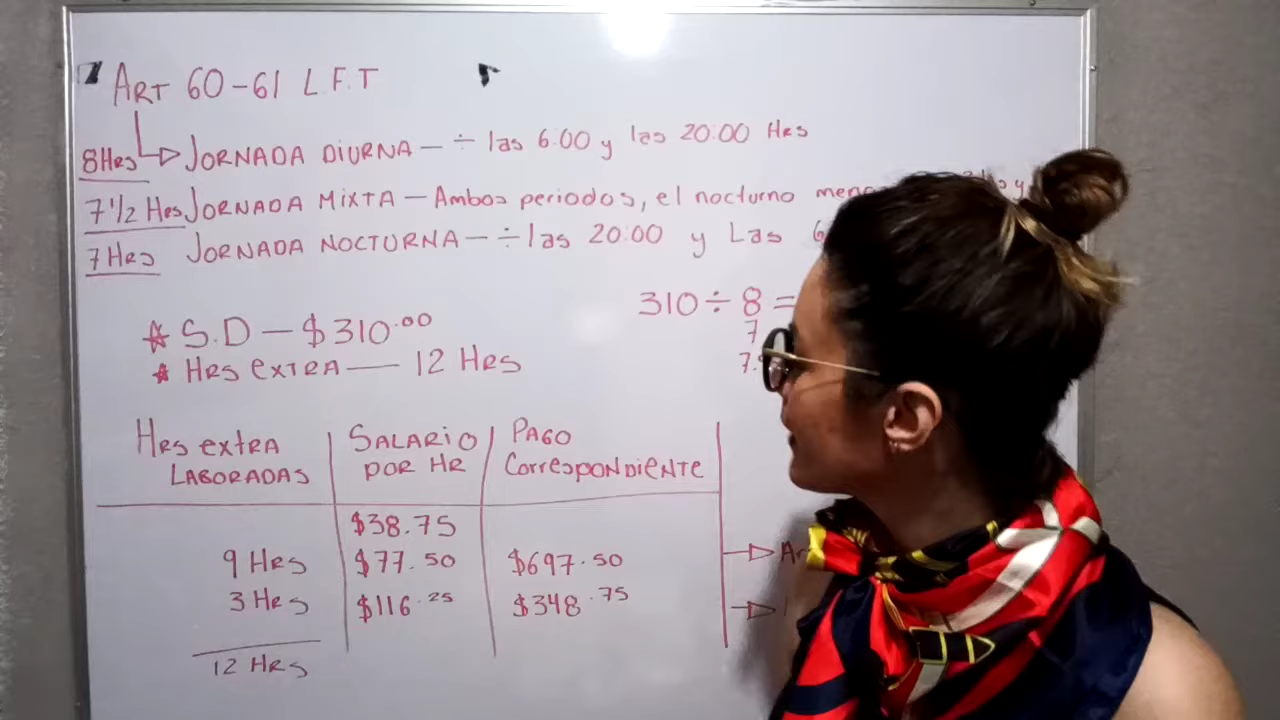 ART 60-61 L.F.T
8HRS JORNADA DIURNA — ÷ las 6:00 y las 20:00 HRS
7 1/2 HRS JORNADA MIXTA — Ambos periodos, el nocturno
7 HRS JORNADA NOCTURNA — ÷ las 20:00 y Las
310 ÷ 8 =
7
S.D — $310.00
HRS EXTRA — 12 HRS
HRS EXTRA LABORADAS
SALARIO POR HR
PAGO CORRESPONDIENTE
$38.75
9 HRS $77.50 $697.50
3 HRS $116.25 $348.75
12 HRS